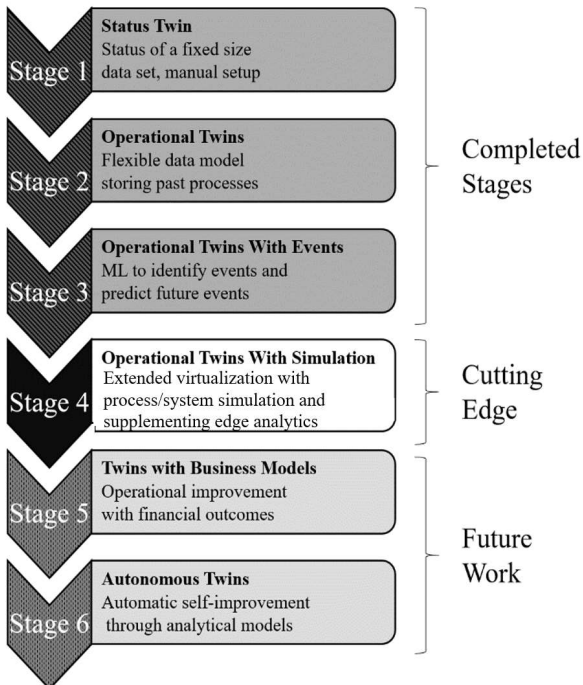 Stage 1
Status Twin
Status of a fixed size
data set, manual setup
Stage 2
Operational Twins
Flexible data model
storing past processes
Stage 3
Operational Twins With Events
ML to identify events and
predict future events
Completed
Stages
Stage 4
Operational Twins With Simulation
Extended virtualization with
process/system simulation and
supplementing edge analytics
Cutting
Edge
Stage 5
Twins with Business Models
Operational improvement
with financial outcomes
Stage 6
Autonomous Twins
Automatic self-improvement
through analytical models
Future
Work